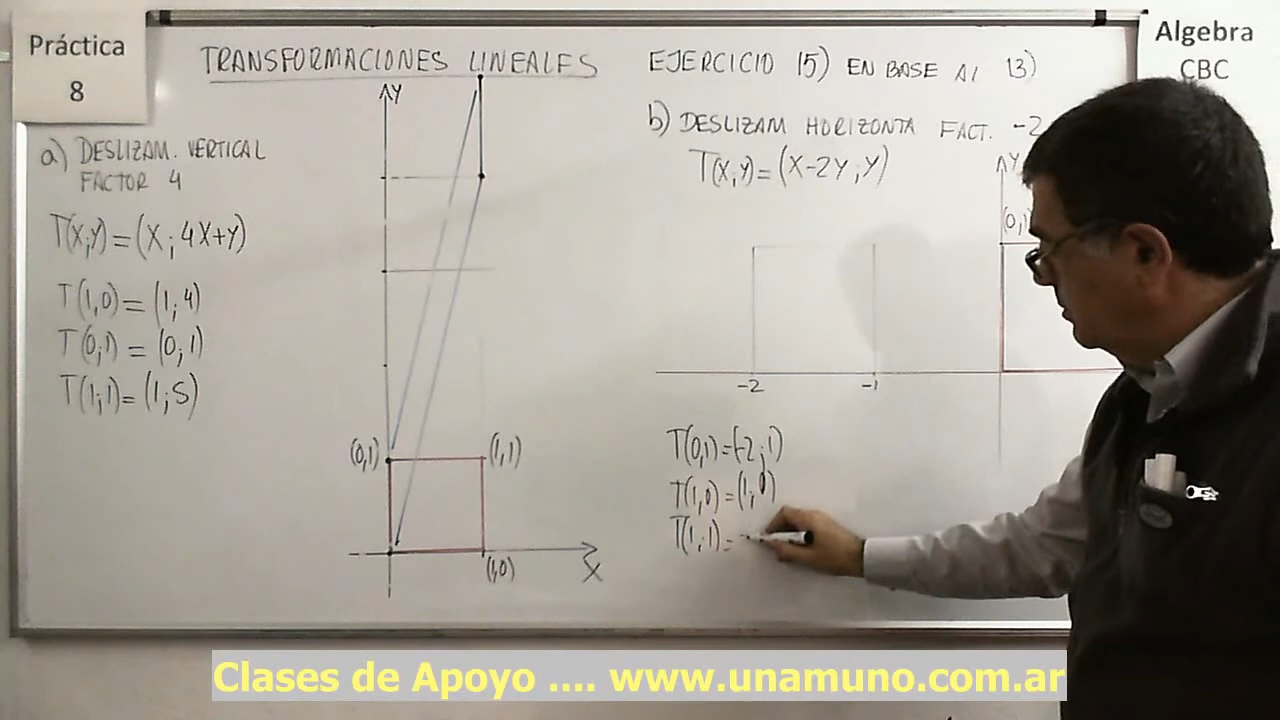 Práctica
8
TRANSFORMACIONES LINEALES
EJERCICIO 15) EN BASE Al 13)
Algebra
CBC
a) DESLIZAM. VERTICAL
FACTOR 4
T(X;Y)=(X; 4X+Y)
T(1,0)=(1,4)
T(0,1)=(0,1)
T(1,1)=(1,5)
Y
(0,1)
(1,1)
(1,0)
X
b) DESLIZAM HORIZONTA FACT. -2
T(X,Y)=(X-2Y,Y)
Y
(0,1
-2
-1
T(0,1)=(-2,1)
T(1,0)=(1,0)
T(1,1)=
Clases de Apoyo .... www.unamuno.com.ar